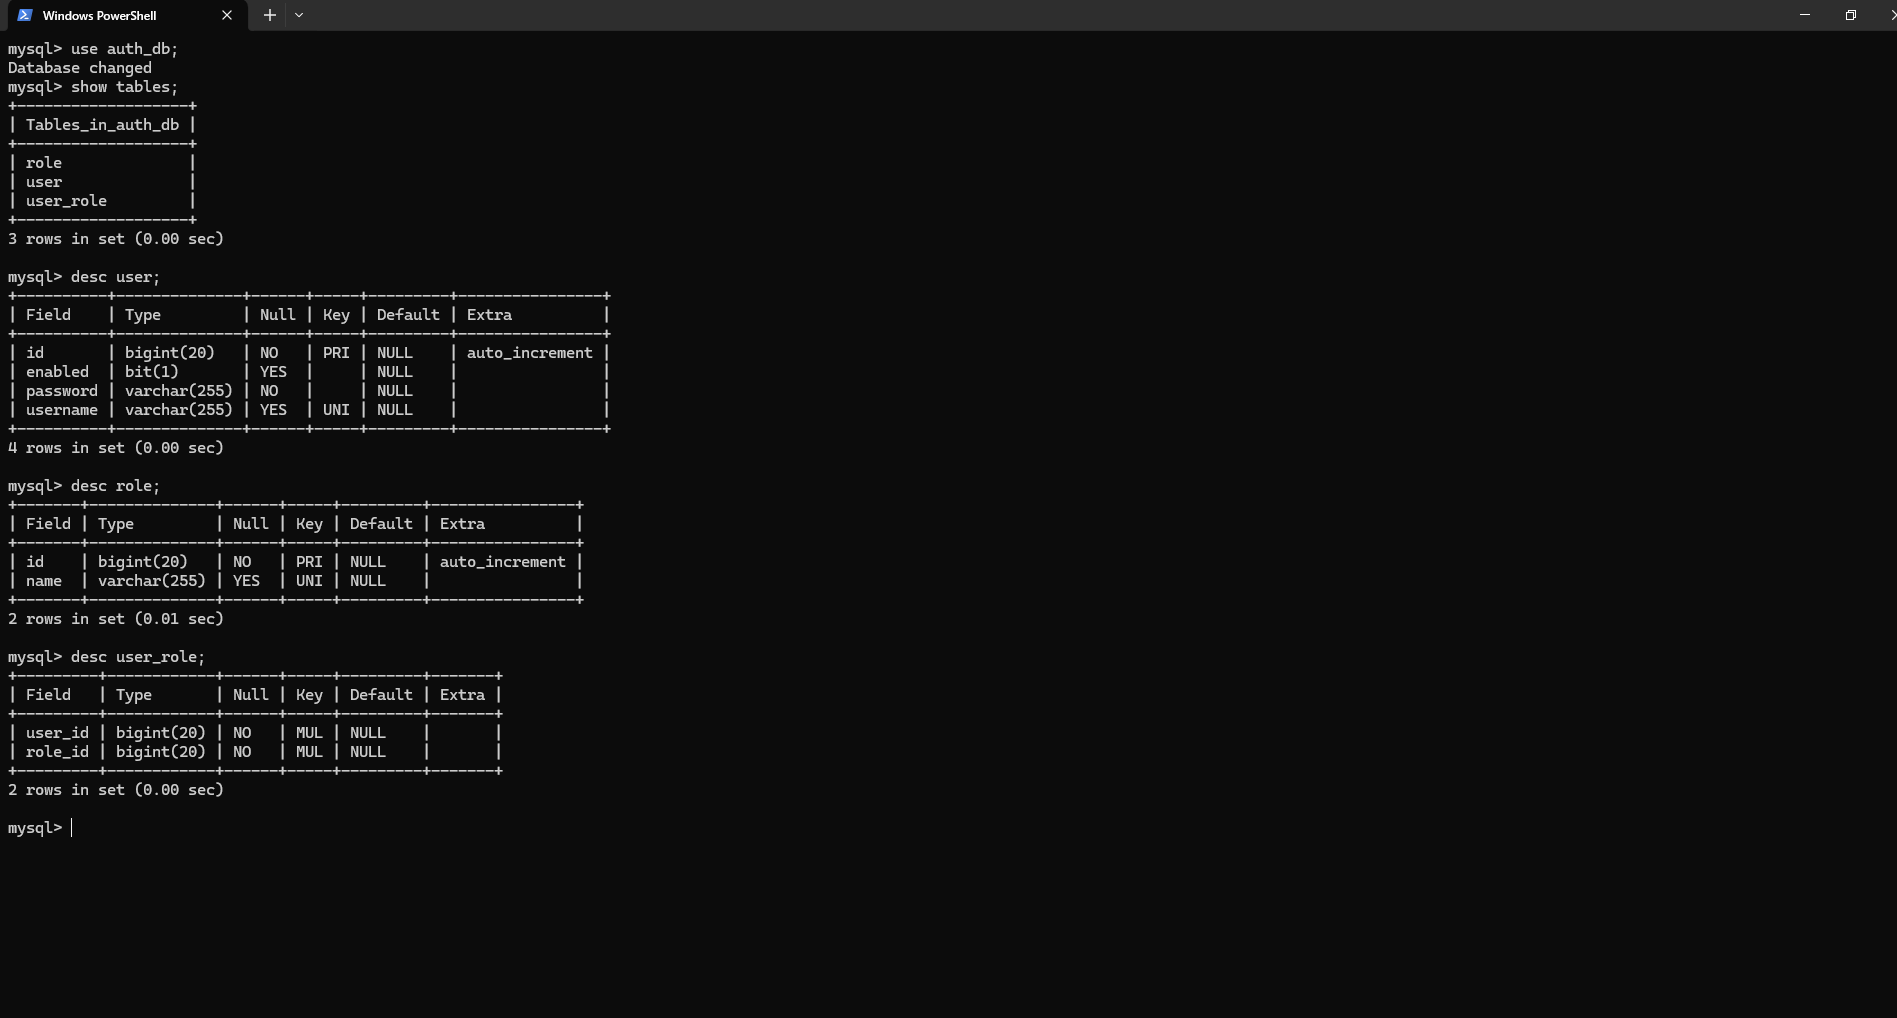 Windows PowerShell
mysql> use auth_db;
Database changed
mysql> show tables;
+-------------------+
| Tables_in_auth_db |
+-------------------+
| role              |
| user              |
| user_role         |
+-------------------+
3 rows in set (0.00 sec)
mysql> desc user;
+----------+--------------+------+-----+---------+----------------+
| Field    | Type         | Null | Key | Default | Extra          |
+----------+--------------+------+-----+---------+----------------+
| id       | bigint(20)   | NO   | PRI | NULL    | auto_increment |
| enabled  | bit(1)       | YES  |     | NULL    |                |
| password | varchar(255) | NO   |     | NULL    |                |
| username | varchar(255) | YES  | UNI | NULL    |                |
+----------+--------------+------+-----+---------+----------------+
4 rows in set (0.00 sec)
mysql> desc role;
+-------+--------------+------+-----+---------+----------------+
| Field | Type         | Null | Key | Default | Extra          |
+-------+--------------+------+-----+---------+----------------+
| id    | bigint(20)   | NO   | PRI | NULL    | auto_increment |
| name  | varchar(255) | YES  | UNI | NULL    |                |
+-------+--------------+------+-----+---------+----------------+
2 rows in set (0.01 sec)
mysql> desc user_role;
+---------+------------+------+-----+---------+-------+
| Field   | Type       | Null | Key | Default | Extra |
+---------+------------+------+-----+---------+-------+
| user_id | bigint(20) | NO   | MUL | NULL    |       |
| role_id | bigint(20) | NO   | MUL | NULL    |       |
+---------+------------+------+-----+---------+-------+
2 rows in set (0.00 sec)
mysql>